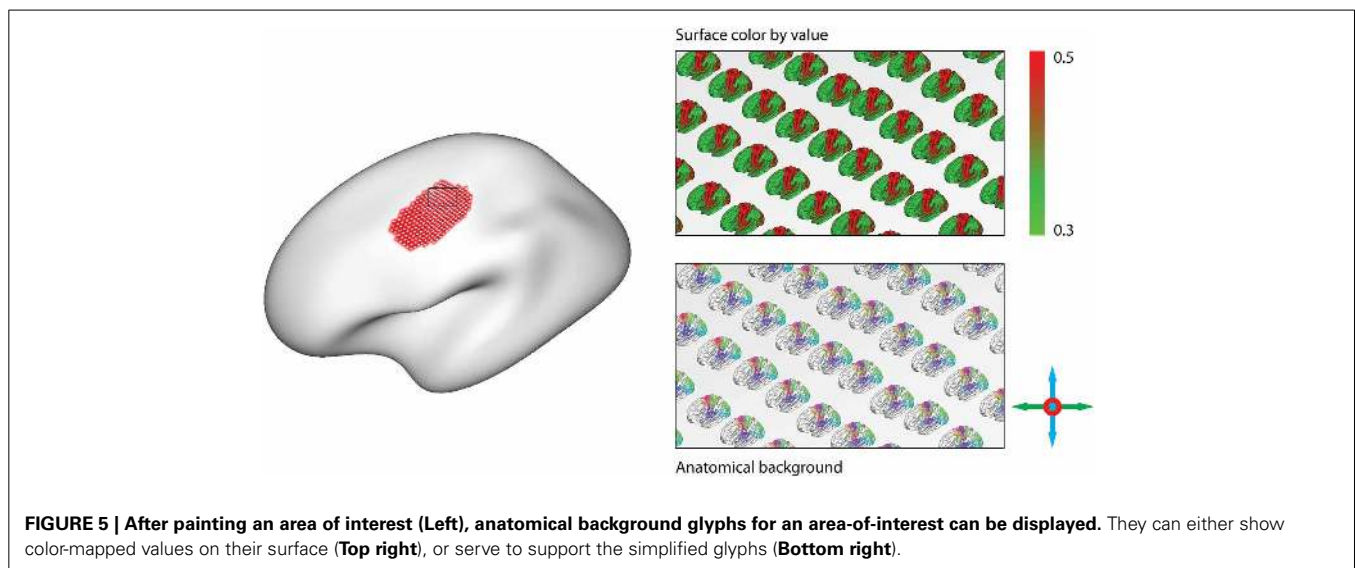 Surface color by value
0.5
0.3
Anatomical background
FIGURE 5 | After painting an area of interest (Left), anatomical background glyphs for an area-of-interest can be displayed. They can either show
color-mapped values on their surface (Top right), or serve to support the simplified glyphs (Bottom right).